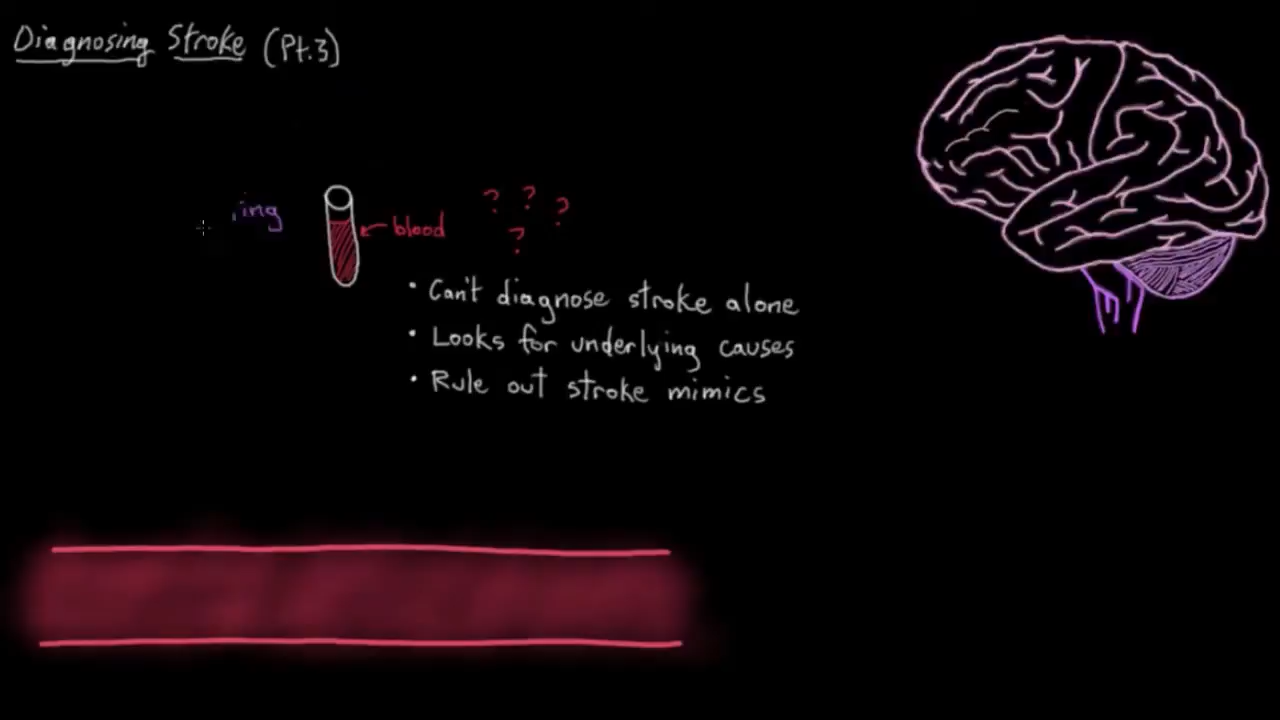 Diagnosing Stroke (Pt.3)
ing
blood
? ? ? ?
• Can't diagnose stroke alone
• Looks for underlying causes
• Rule out stroke mimics